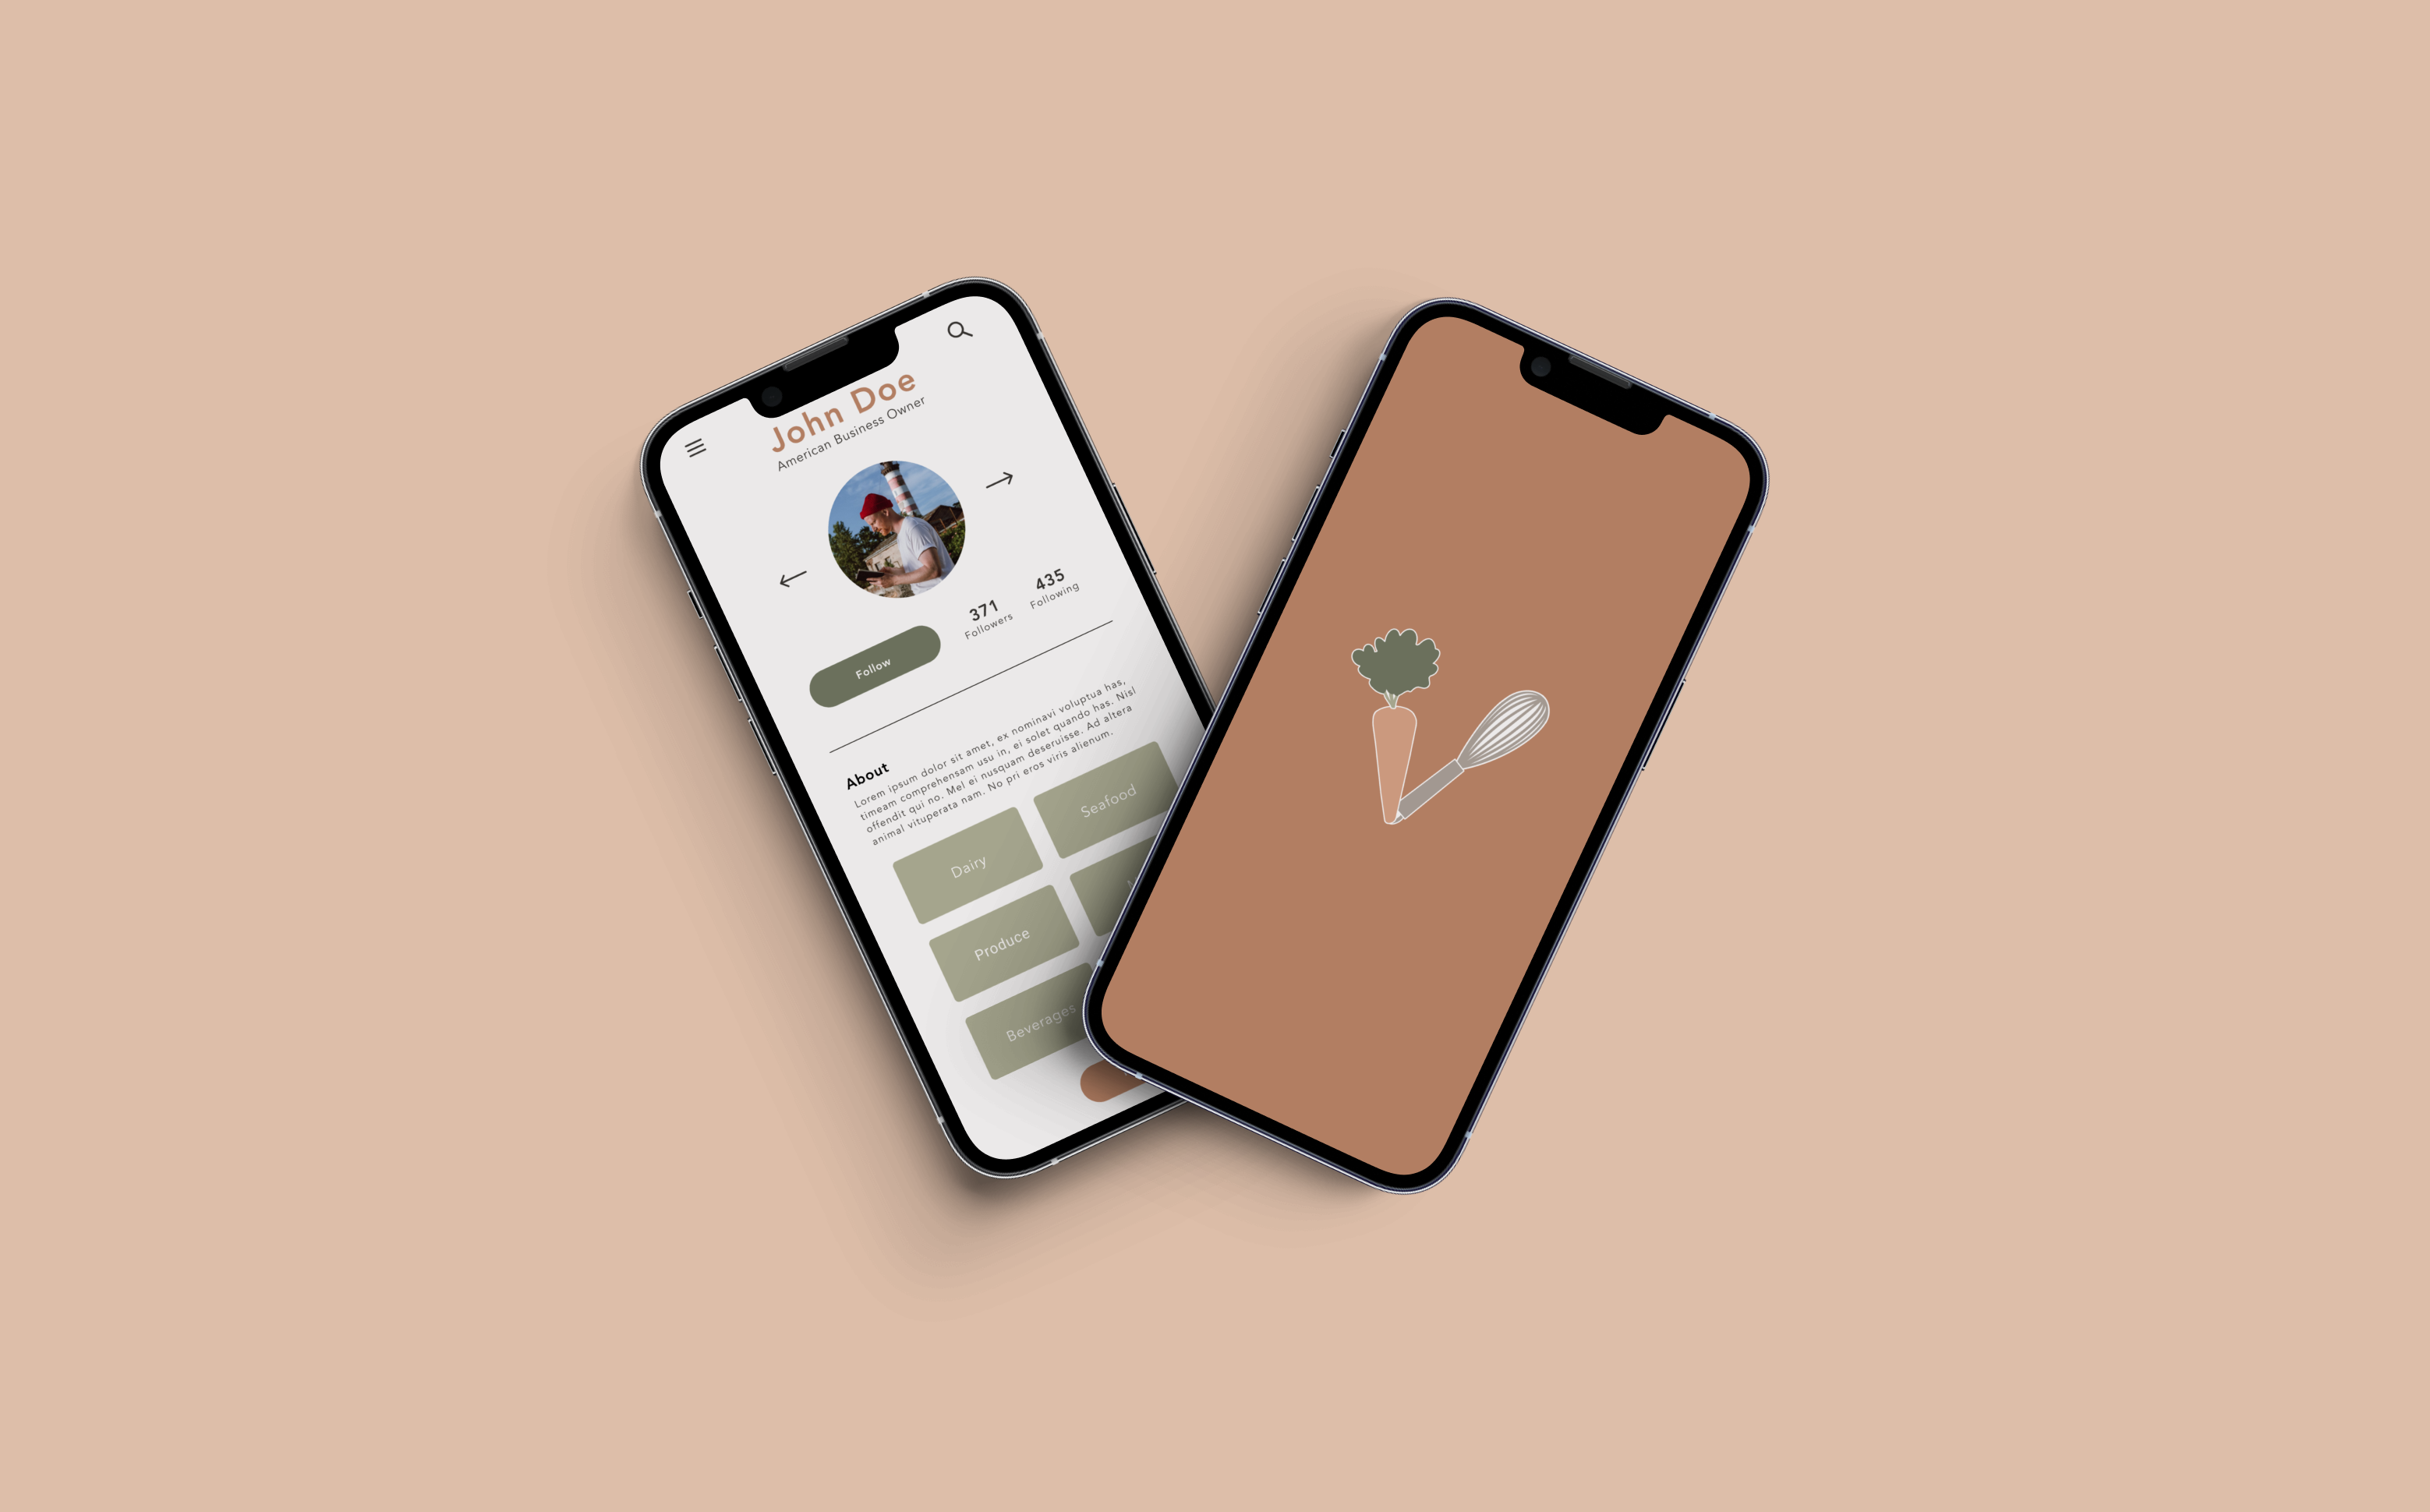 John Doe
American Business Owner
371
Followers
435
Following
Follow
About
Lorem ipsum dolor sit amet, ex nominavi voluptua has,
timeam comprehensam usu in, ei solet quando has. Nisl
offendit qui no. Mel ei nusquam deseruisse. Ad altera
animal vituperata nam. No pri eros viris alienum.
Dairy
Seafood
Produce
Beverages